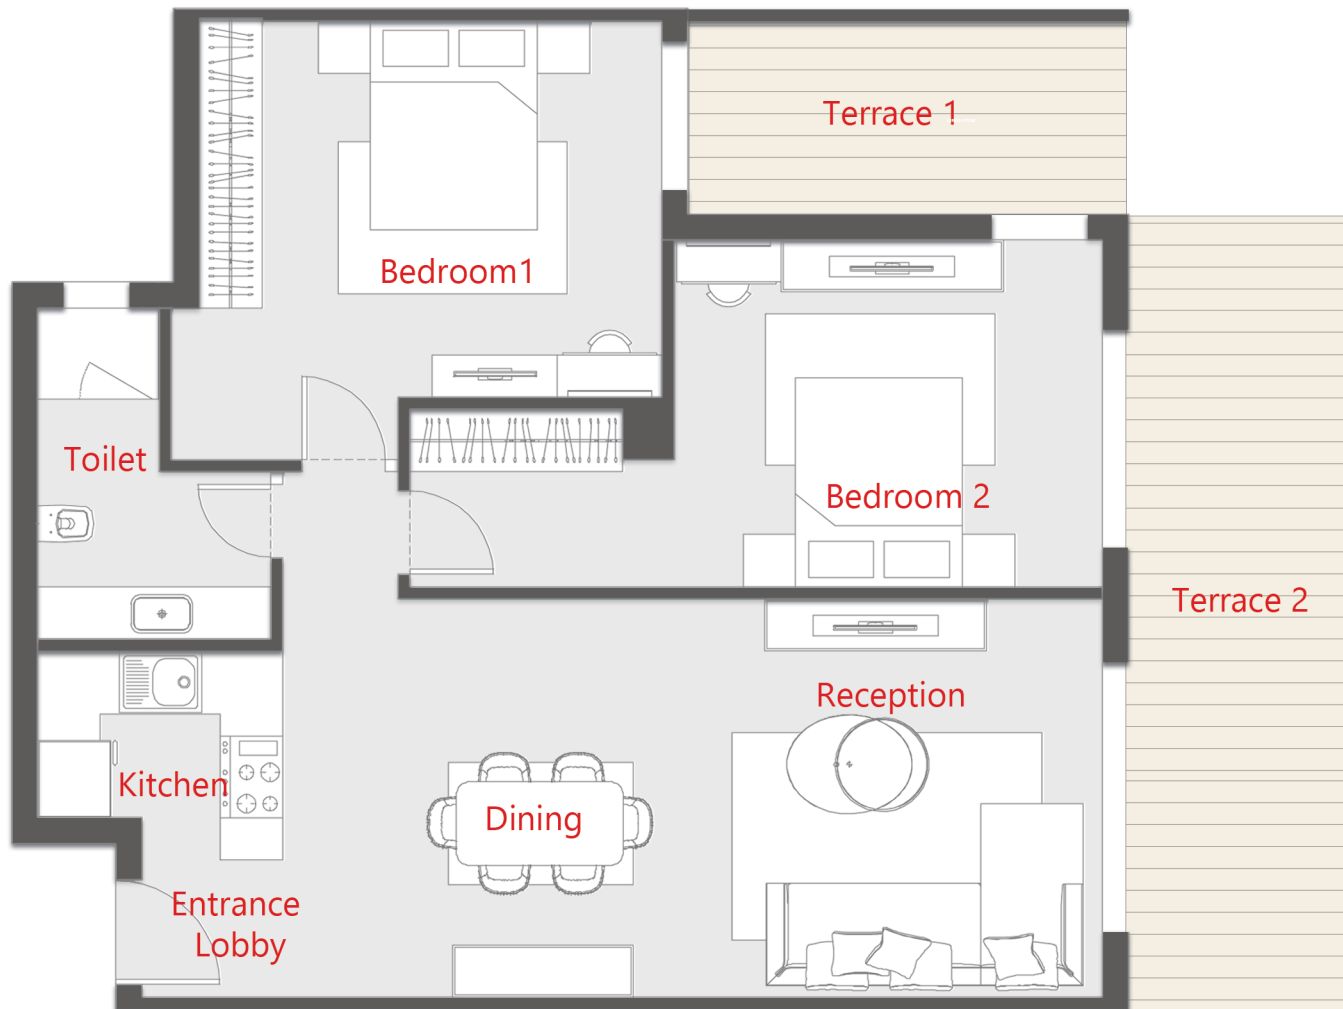 Terrace 1
Bedroom1
Toilet
Bedroom 2
Terrace 2
Reception
Kitchen
Dining
Entrance
Lobby